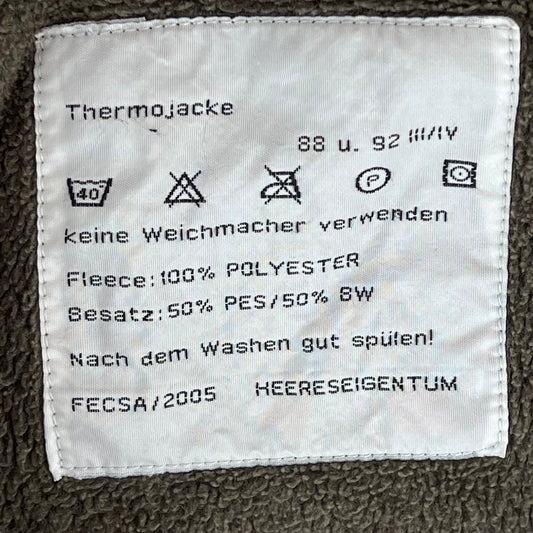 Thermojacke
88 u. 92 III/IV
40 P
keine Weichmacher verwenden
Fleece:100% POLYESTER
Besatz:50% PES/50% BW
Nach dem Washen gut spülen!
FECSA/2005 HEERESEIGENTUM